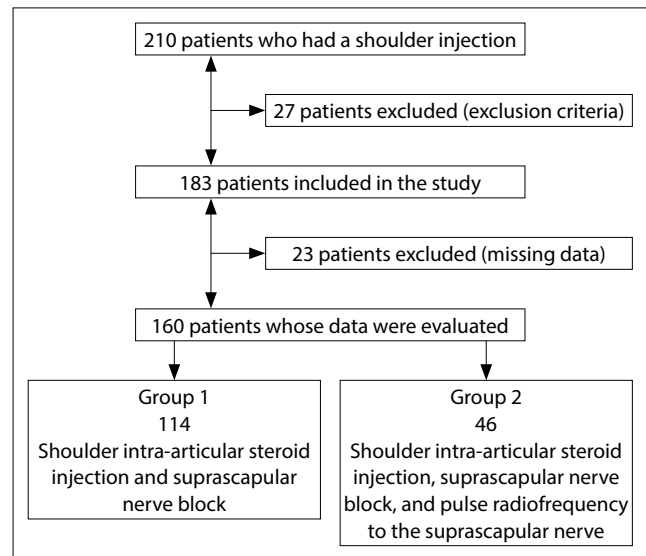 210 patients who had a shoulder injection
27 patients excluded (exclusion criteria)
183 patients included in the study
23 patients excluded (missing data)
160 patients whose data were evaluated
Group 1
114
Shoulder intra-articular steroid
injection and suprascapular
nerve block
Group 2
46
Shoulder intra-articular steroid
injection, suprascapular nerve
block, and pulse radiofrequency
to the suprascapular nerve